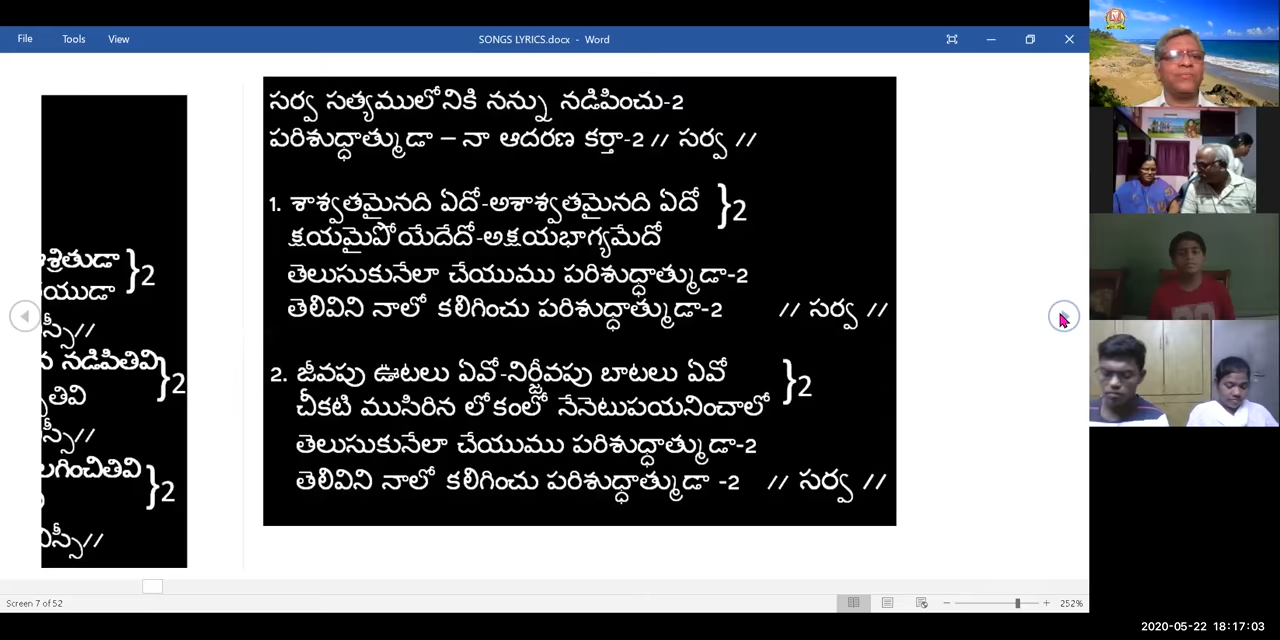 File Tools View
SONGS LYRICS.docx - Word
సర్వ సత్యములోనికి నన్ను నడిపించు-2
పరిశుద్ధాత్ముడా – నా ఆదరణ కర్తా-2 // సర్వ //
1. శాశ్వతమైనది ఏదో-అశాశ్వతమైనది ఏదో }2
క్షయమైపోయేదేదో-అక్షయభాగ్యమేదో
తెలుసుకునేలా చేయుము పరిశుద్ధాత్ముడా-2
తెలివిని నాలో కలిగించు పరిశుద్ధాత్ముడా-2 // సర్వ //
2. జీవపు ఊటలు ఏవో-నిర్జీవపు బాటలు ఏవో }2
చీకటి ముసిరిన లోకంలో నేనెటుపయనించాలో
తెలుసుకునేలా చేయుము పరిశుద్ధాత్ముడా-2
తెలివిని నాలో కలిగించు పరిశుద్ధాత్ముడా -2 // సర్వ //
}2
స్సీ//
నడిపితివి }2
తివి
స్సీ//
}2
స్సీ//
Screen 7 of 52
252%
2020-05-22 18:17:03